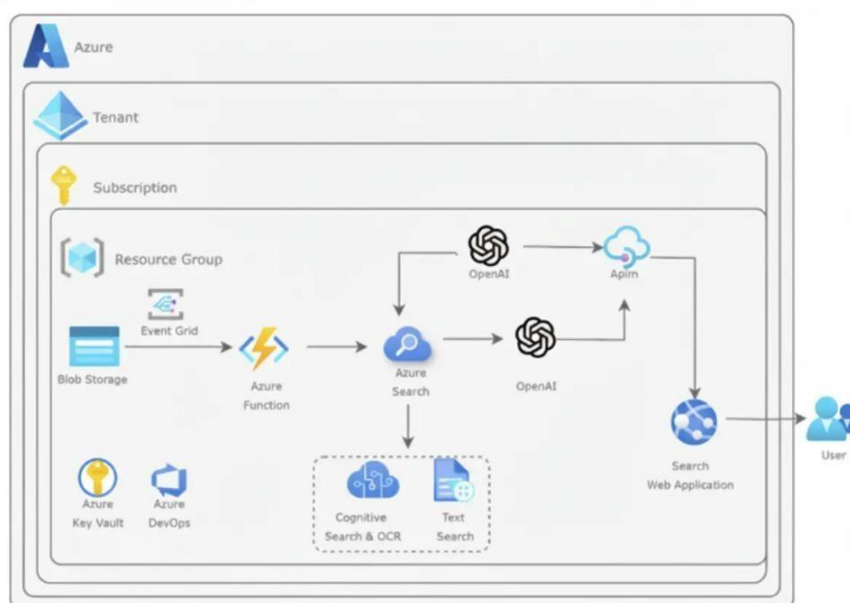 Azure
Tenant
Subscription
Resource Group
OpenAI
Apim
Event Grid
Blob Storage
Azure
Function
Azure
Search
OpenAI
Search
Web Application
User
Azure
Key Vault
Azure
DevOps
Cognitive
Search & OCR
Text
Search